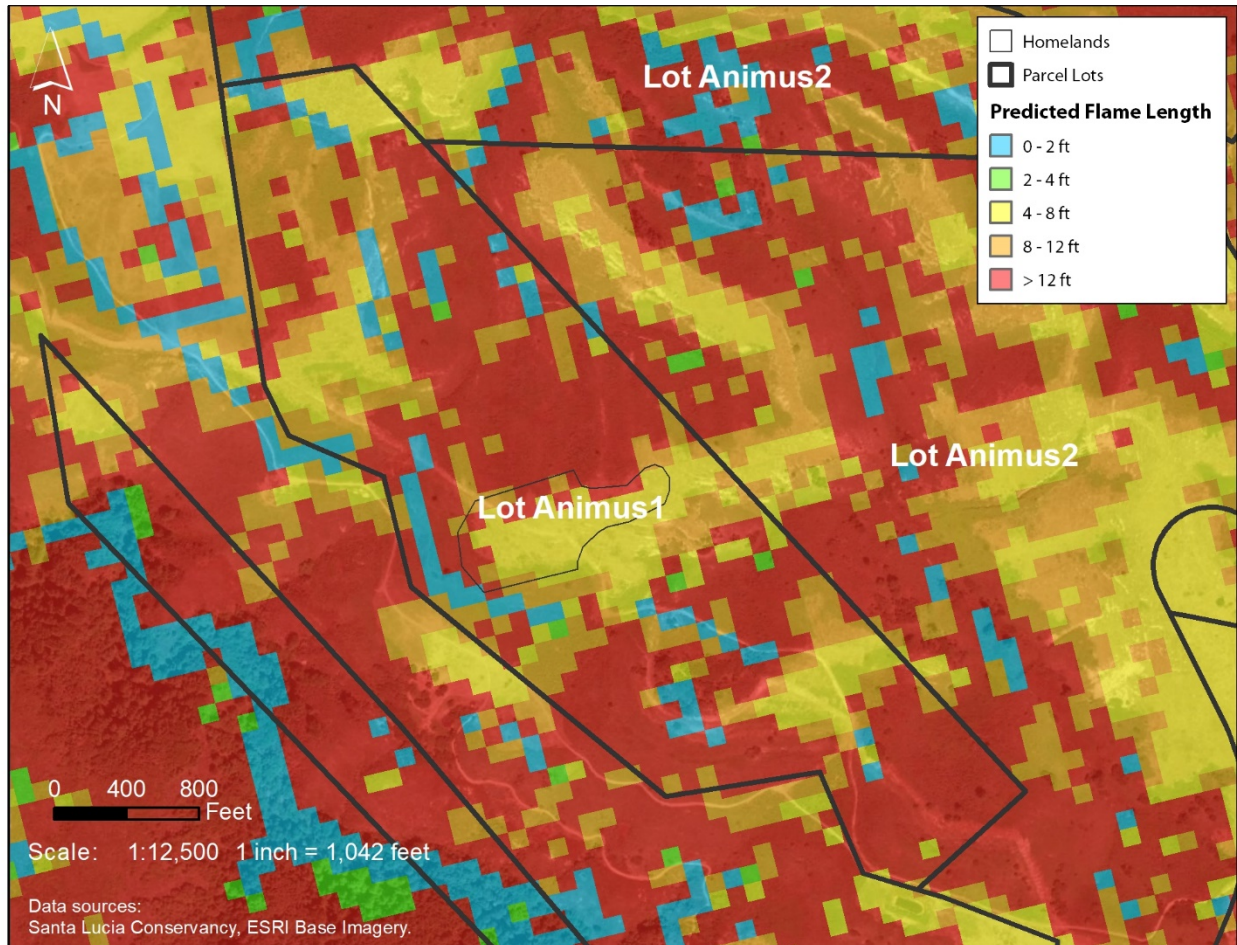 N
Lot Animus2
Homelands
Parcel Lots
Predicted Flame Length
0 - 2 ft
2 - 4 ft
4 - 8 ft
8 - 12 ft
> 12 ft
Lot Animus2
Lot Animus1
0 400 800
Feet
Scale: 1:12,500 1 inch = 1,042 feet
Data sources:
Santa Lucia Conservancy, ESRI Base Imagery.